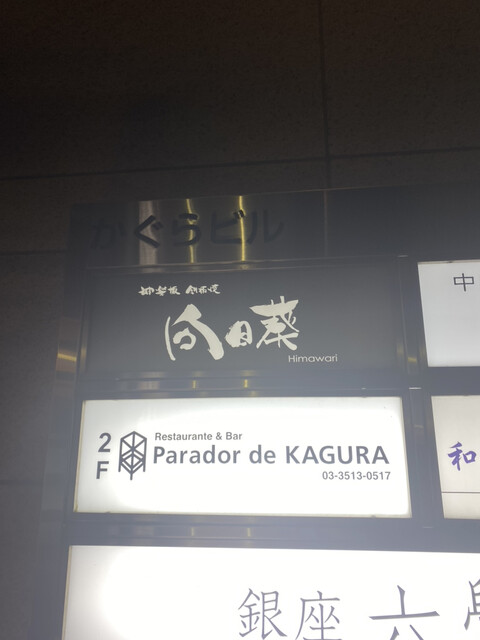 かぐらビル
向日葵
Himawari
中
2F
Restaurante & Bar
Parador de KAGURA
03-3513-0517
和
銀座 六